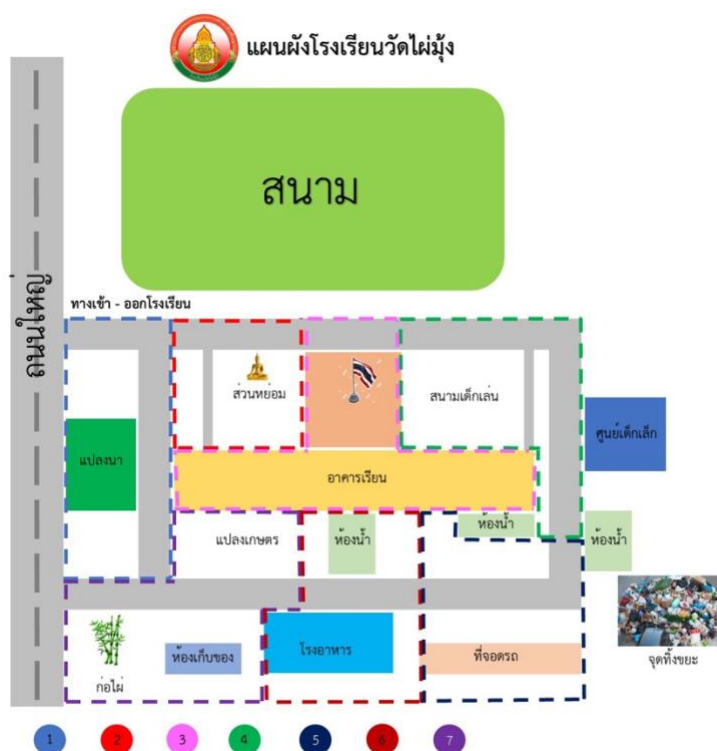 แผนผังโรงเรียนวัดไผ่มุ้ง
สนาม
ถนนใหญ่
ทางเข้า - ออกโรงเรียน
ส่วนหย่อม
สนามเด็กเล่น
ศูนย์เด็กเล็ก
แปลงนา
อาคารเรียน
แปลงเกษตร
ห้องน้ำ
ห้องน้ำ
ห้องน้ำ
ก่อไผ่
ห้องเก็บของ
โรงอาหาร
ที่จอดรถ
จุดทิ้งขยะ
1 2 3 4 5 6 7